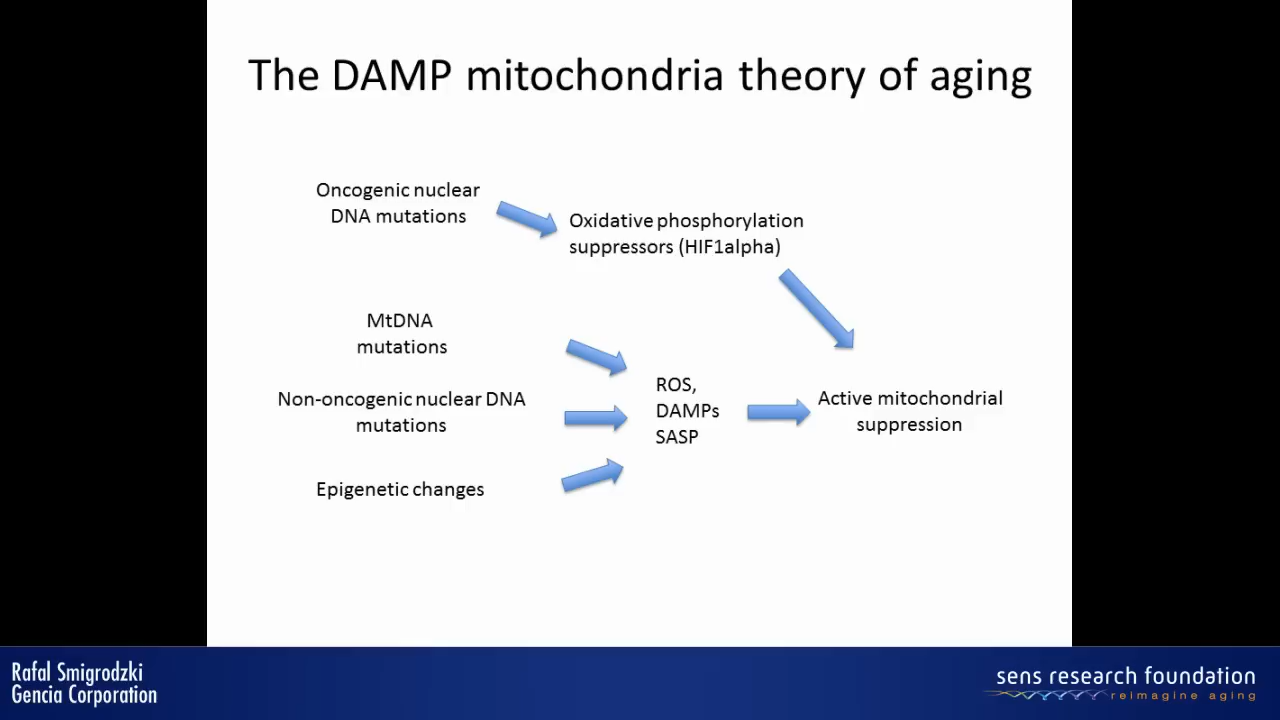 The DAMP mitochondria theory of aging
Oncogenic nuclear
DNA mutations
Oxidative phosphorylation
suppressors (HIF1alpha)
MtDNA
mutations
Non-oncogenic nuclear DNA
mutations
Epigenetic changes
ROS,
DAMPs
SASP
Active mitochondrial
suppression
Rafal Smigrodzki
Gencia Corporation
sens research foundation
reimagine aging